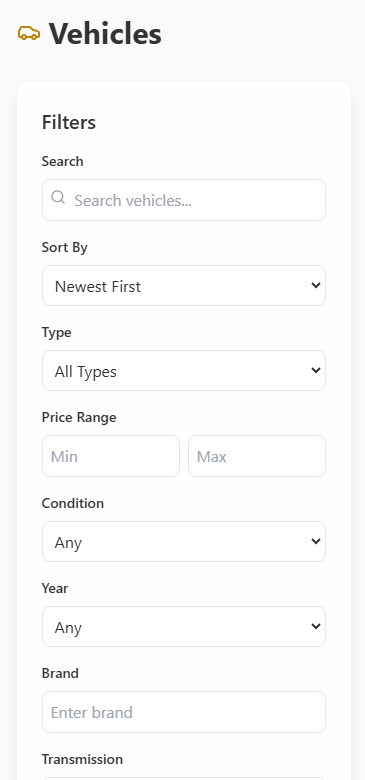 Vehicles
Filters
Search
Search vehicles...
Sort By
Newest First
Type
All Types
Price Range
Min Max
Condition
Any
Year
Any
Brand
Enter brand
Transmission